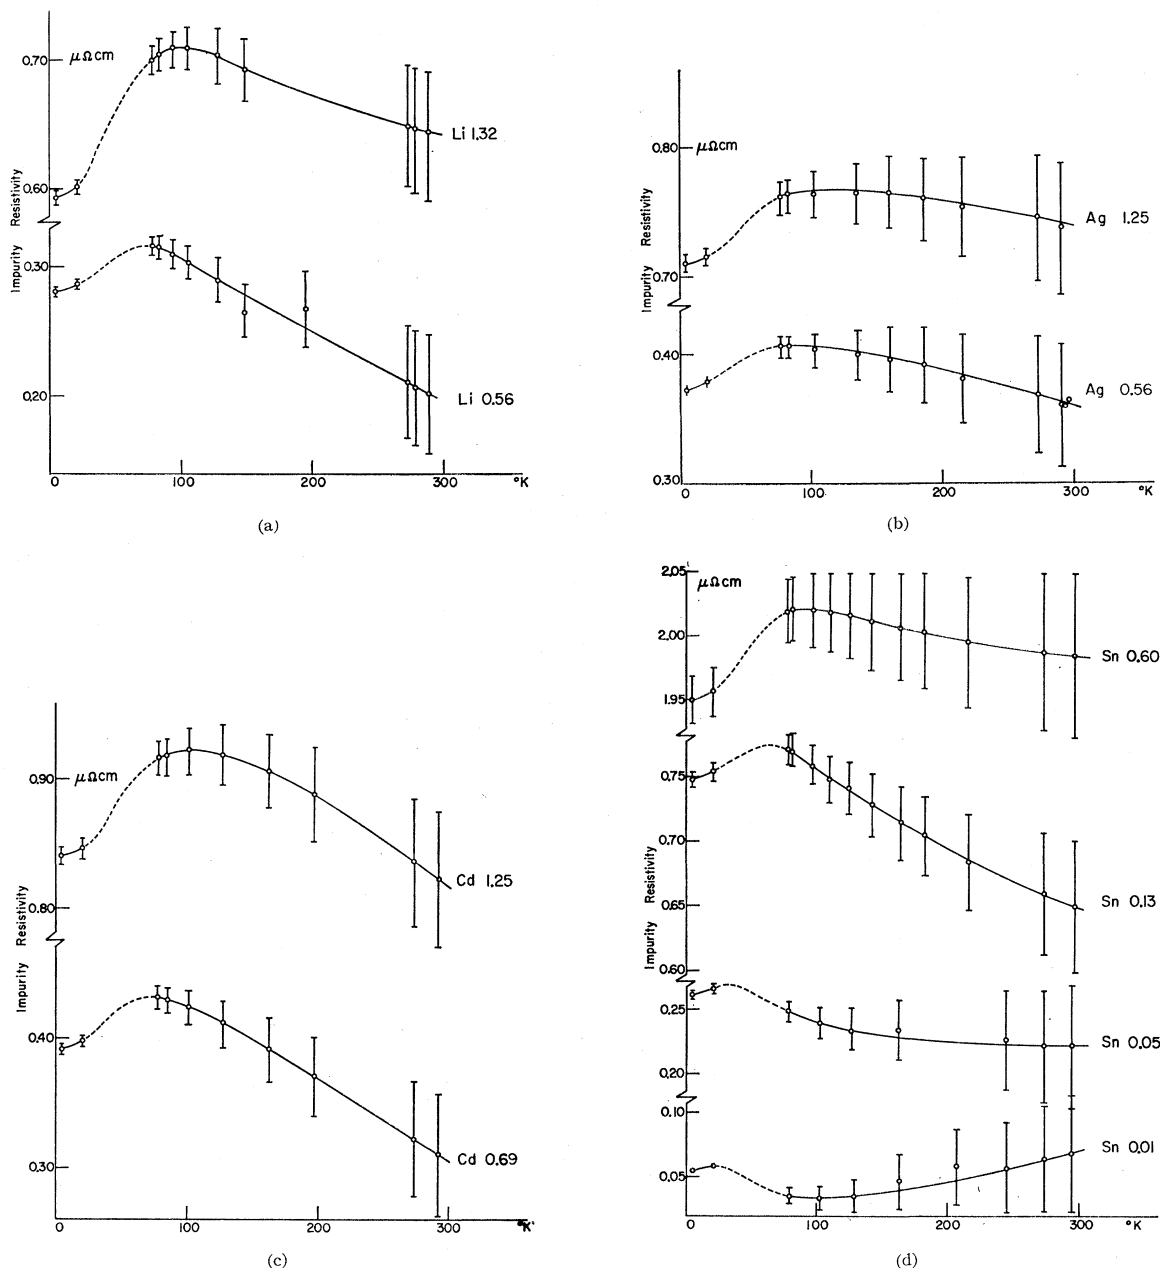 μΩcm
0.70
Li 1.32
0.60
Impurity Resistivity
0.30
0.20
Li 0.56
0 100 200 300 °K
(a)
μΩcm
0.80
Ag 1.25
Impurity Resistivity
0.70
0.40
Ag 0.56
0.30
0 100 200 300 °K
(b)
0.90
μΩcm
Cd 1.25
0.80
Impurity Resistivity
0.40
Cd 0.69
0.30
0 100 200 300 °K
(c)
2.05
μΩcm
2.00
Sn 0.60
1.95
0.75
0.70
Impurity Resistivity
0.65
Sn 0.13
0.60
0.25
Sn 0.05
0.20
0.10
Sn 0.01
0.05
0 100 200 300 °K
(d)